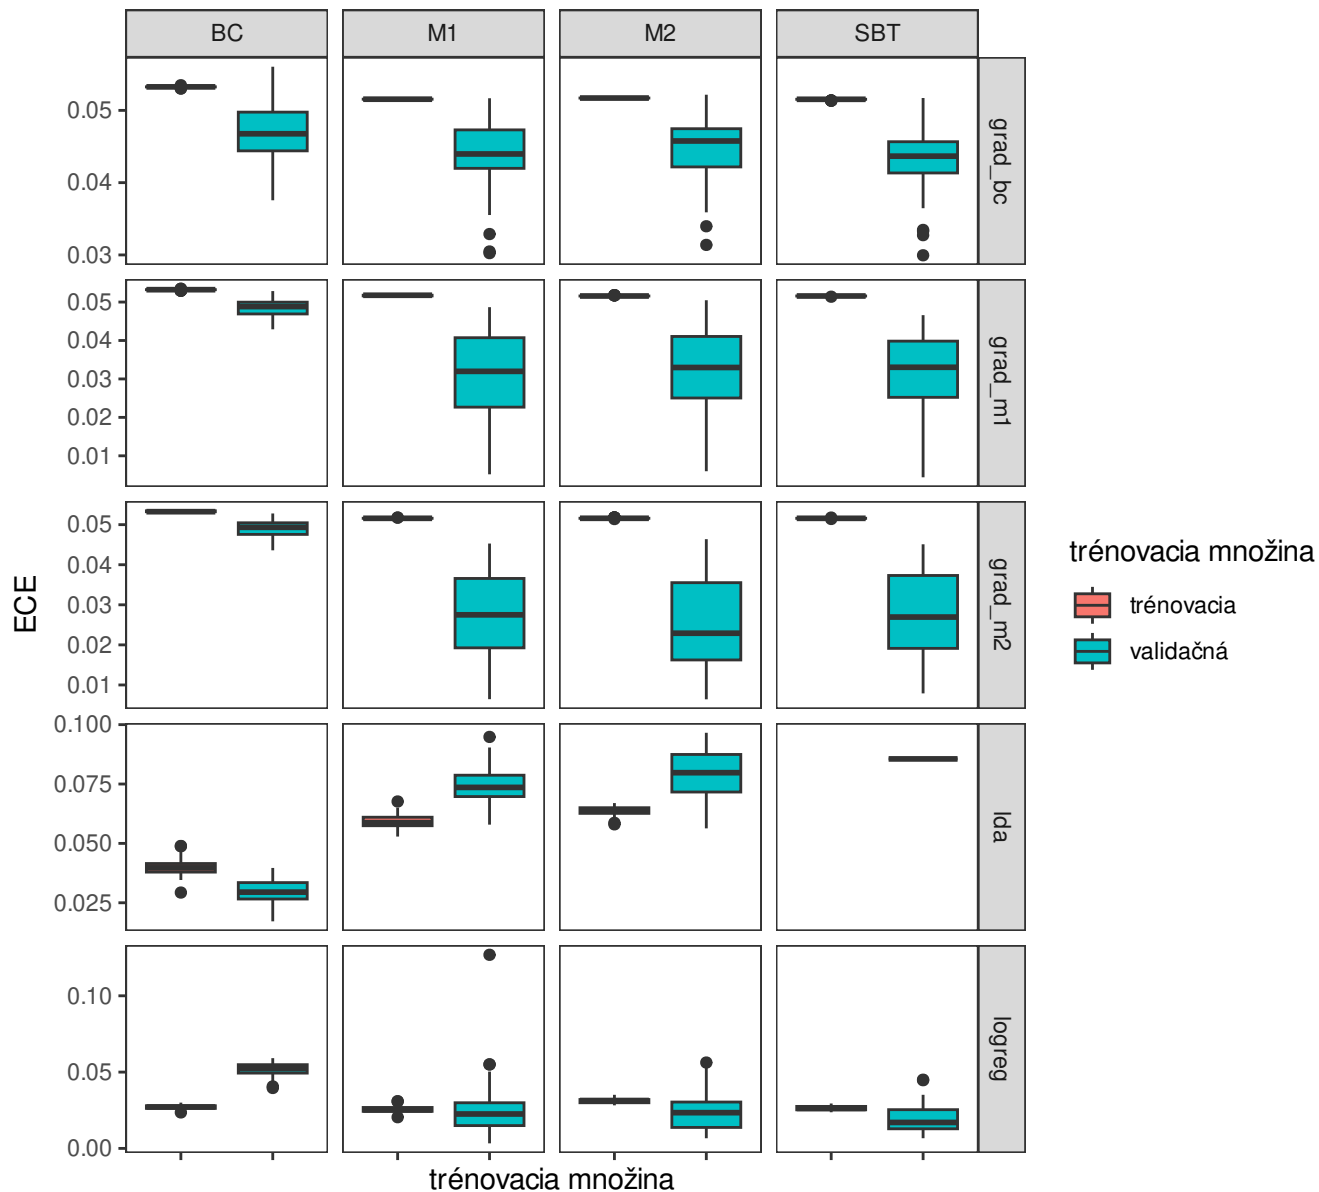 BC M1 M2 SBT
0.05
0.04
0.03
grad_bc
0.05
0.04
0.03
0.02
0.01
grad_m1
0.05
0.04
0.03
0.02
0.01
grad_m2
0.100
0.075
0.050
0.025
lda
0.10
0.05
0.00
logreg
ECE
trénovacia množina
trénovacia množina
trénovacia
validačná